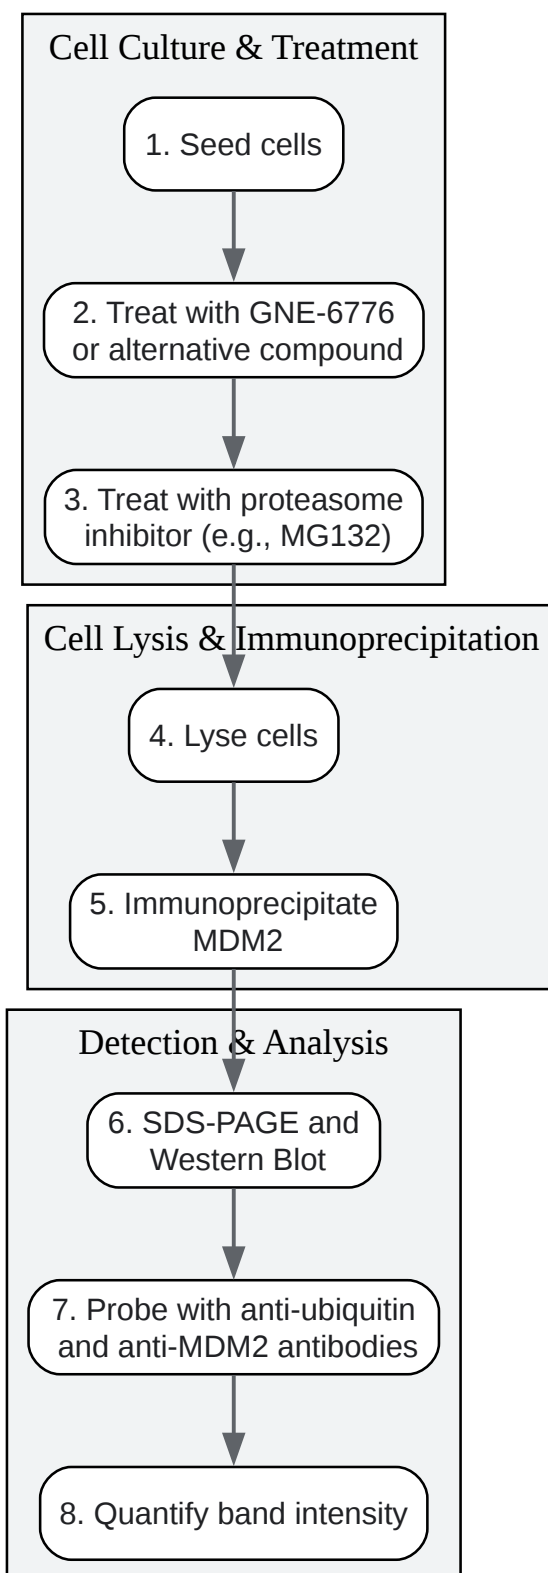 Cell Culture & Treatment
1. Seed cells
2. Treat with GNE-6776
or alternative compound
3. Treat with proteasome
inhibitor (e.g., MG132)
Cell Lysis & Immunoprecipitation
4. Lyse cells
5. Immunoprecipitate
MDM2
Detection & Analysis
6. SDS-PAGE and
Western Blot
7. Probe with anti-ubiquitin
and anti-MDM2 antibodies
8. Quantify band intensity